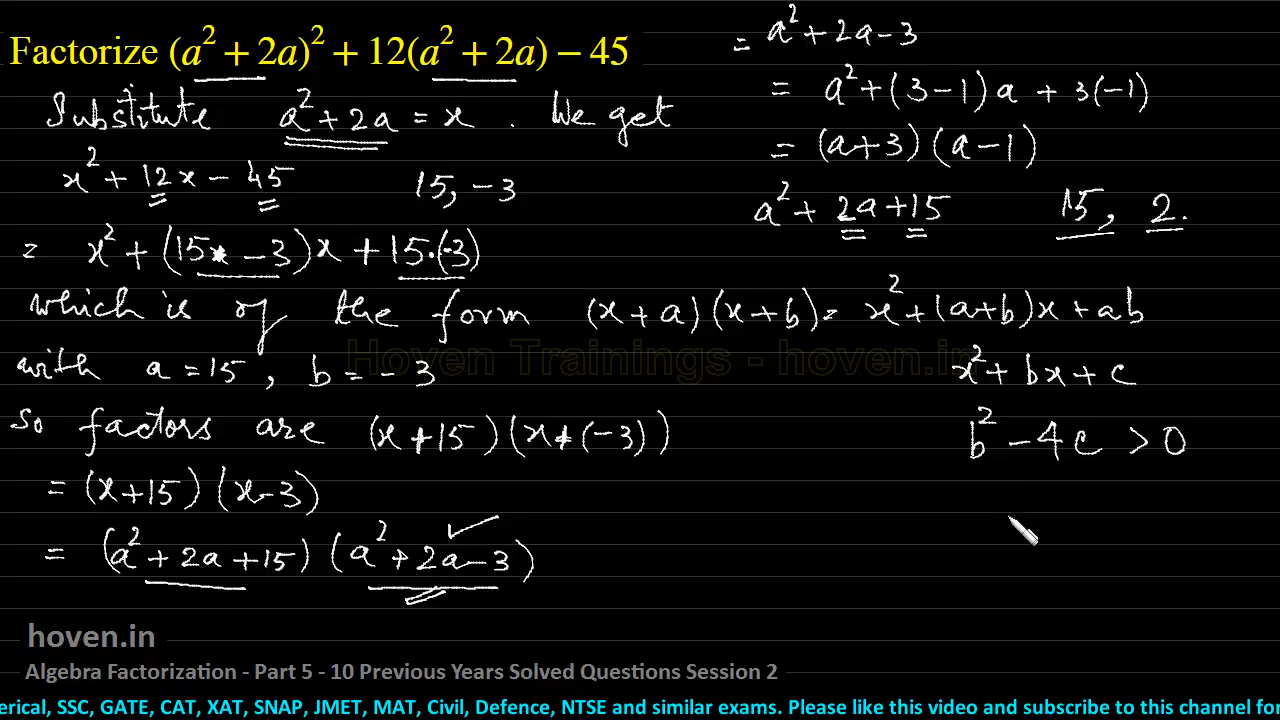 Factorize (a² + 2a)² + 12(a² + 2a) − 45
Substitute a² + 2a = x . We get
x² + 12x − 45    15, −3
= x² + (15 − 3)x + 15·(−3)
which is of the form (x + a)(x + b) = x² + (a+b)x + ab
with a = 15, b = −3
So factors are (x + 15)(x + (−3))
= (x+15)(x−3)
= (a² + 2a + 15)(a² + 2a − 3)
= a² + 2a − 3
= a² + (3 − 1)a + 3(−1)
= (a+3)(a−1)
a² + 2a + 15    15, 2.
x² + bx + c
b² − 4c > 0
Hoven Trainings - hoven.in
hoven.in
Algebra Factorization - Part 5 - 10 Previous Years Solved Questions Session 2
erical, SSC, GATE, CAT, XAT, SNAP, JMET, MAT, Civil, Defence, NTSE and similar exams. Please like this video and subscribe to this channel for